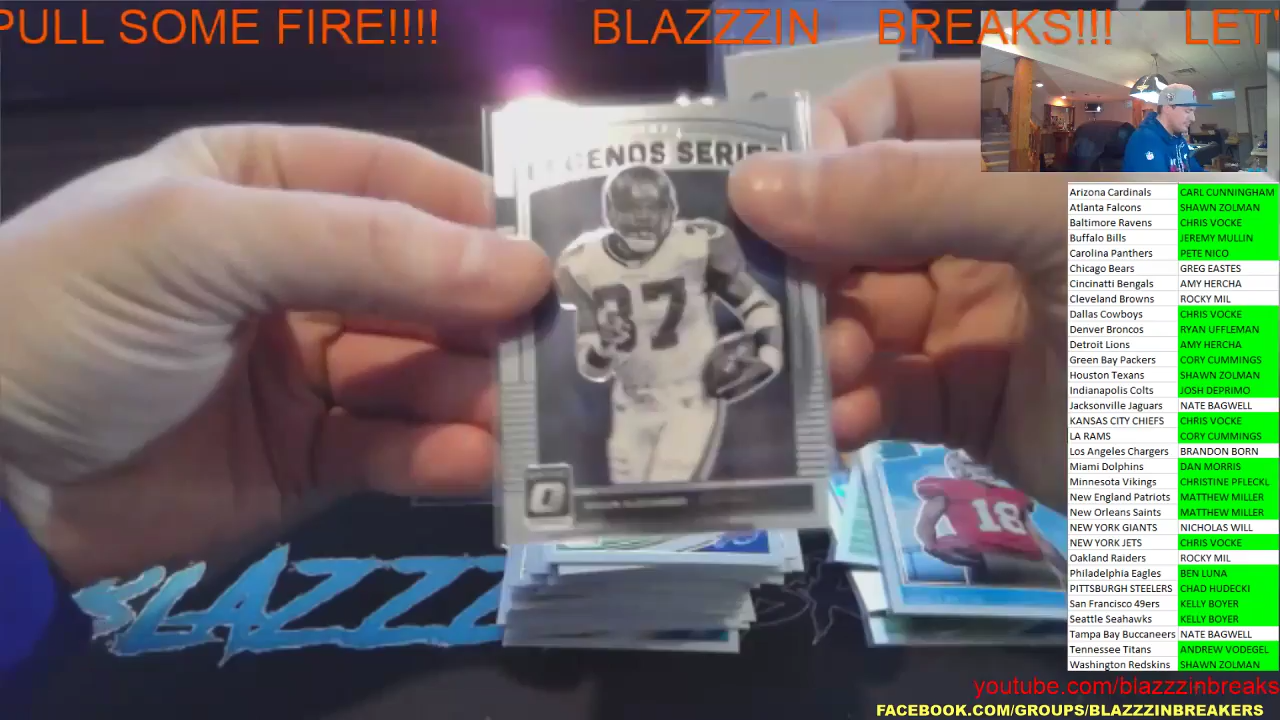 PULL SOME FIRE!!!! BLAZZZIN BREAKS!!! LET'
LEGENDS SERIES
87
18
BLAZZ
Arizona Cardinals CARL CUNNINGHAM
Atlanta Falcons SHAWN ZOLMAN
Baltimore Ravens CHRIS VOCKE
Buffalo Bills JEREMY MULLIN
Carolina Panthers PETE NICO
Chicago Bears GREG EASTES
Cincinatti Bengals AMY HERCHA
Cleveland Browns ROCKY MIL
Dallas Cowboys CHRIS VOCKE
Denver Broncos RYAN UFFLEMAN
Detroit Lions AMY HERCHA
Green Bay Packers CORY CUMMINGS
Houston Texans SHAWN ZOLMAN
Indianapolis Colts JOSH DEPRIMO
Jacksonville Jaguars NATE BAGWELL
KANSAS CITY CHIEFS CHRIS VOCKE
LA RAMS CORY CUMMINGS
Los Angeles Chargers BRANDON BORN
Miami Dolphins DAN MORRIS
Minnesota Vikings CHRISTINE PFLECKL
New England Patriots MATTHEW MILLER
New Orleans Saints MATTHEW MILLER
NEW YORK GIANTS NICHOLAS WILL
NEW YORK JETS CHRIS VOCKE
Oakland Raiders ROCKY MIL
Philadelphia Eagles BEN LUNA
PITTSBURGH STEELERS CHAD HUDECKI
San Francisco 49ers KELLY BOYER
Seattle Seahawks KELLY BOYER
Tampa Bay Buccaneers NATE BAGWELL
Tennessee Titans ANDREW VODEGEL
Washington Redskins SHAWN ZOLMAN
youtube.com/blazzzinbreaks
FACEBOOK.COM/GROUPS/BLAZZZINBREAKERS